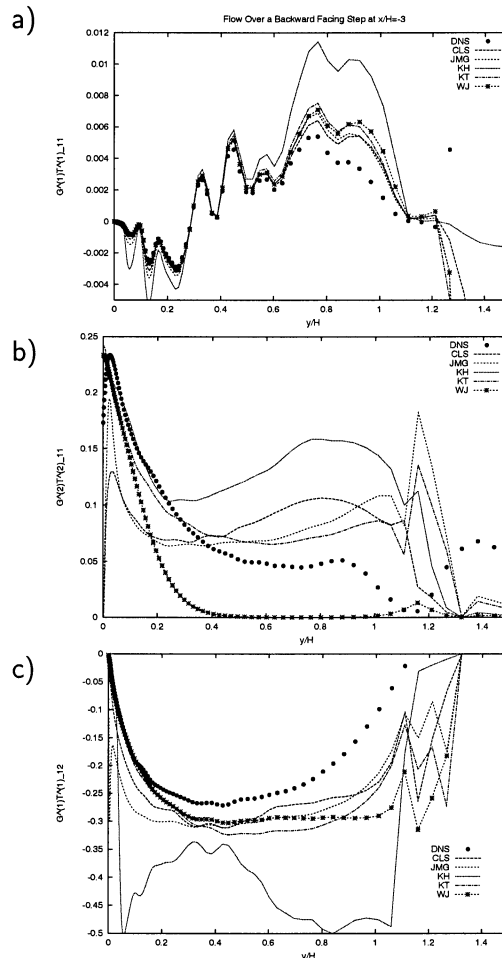 a)
Flow Over a Backward Facing Step at x/H=-3
G^(1)T^(1)_11
0.012
0.01
0.008
0.006
0.004
0.002
0
-0.002
-0.004
DNS
CLS
JMG
KH
KT
WJ
0 0.2 0.4 0.6 0.8 1 1.2 1.4
y/H
b)
G^(2)T^(2)_11
0.25
0.2
0.15
0.1
0.05
0
DNS
CLS
JMG
KH
KT
WJ
0 0.2 0.4 0.6 0.8 1 1.2 1.4
y/H
c)
G^(1)T^(1)_12
0
-0.05
-0.1
-0.15
-0.2
-0.25
-0.3
-0.35
-0.4
-0.45
-0.5
DNS
CLS
JMG
KH
KT
WJ
0 0.2 0.4 0.6 0.8 1 1.2 1.4
y/H